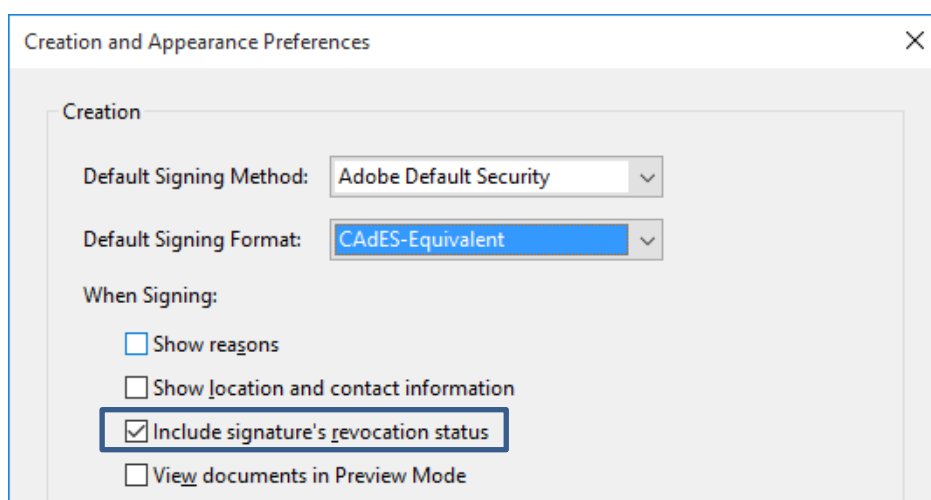 Creation and Appearance Preferences
Creation
Default Signing Method: Adobe Default Security
Default Signing Format: CAdES-Equivalent
When Signing:
Show reasons
Show location and contact information
Include signature's revocation status
View documents in Preview Mode